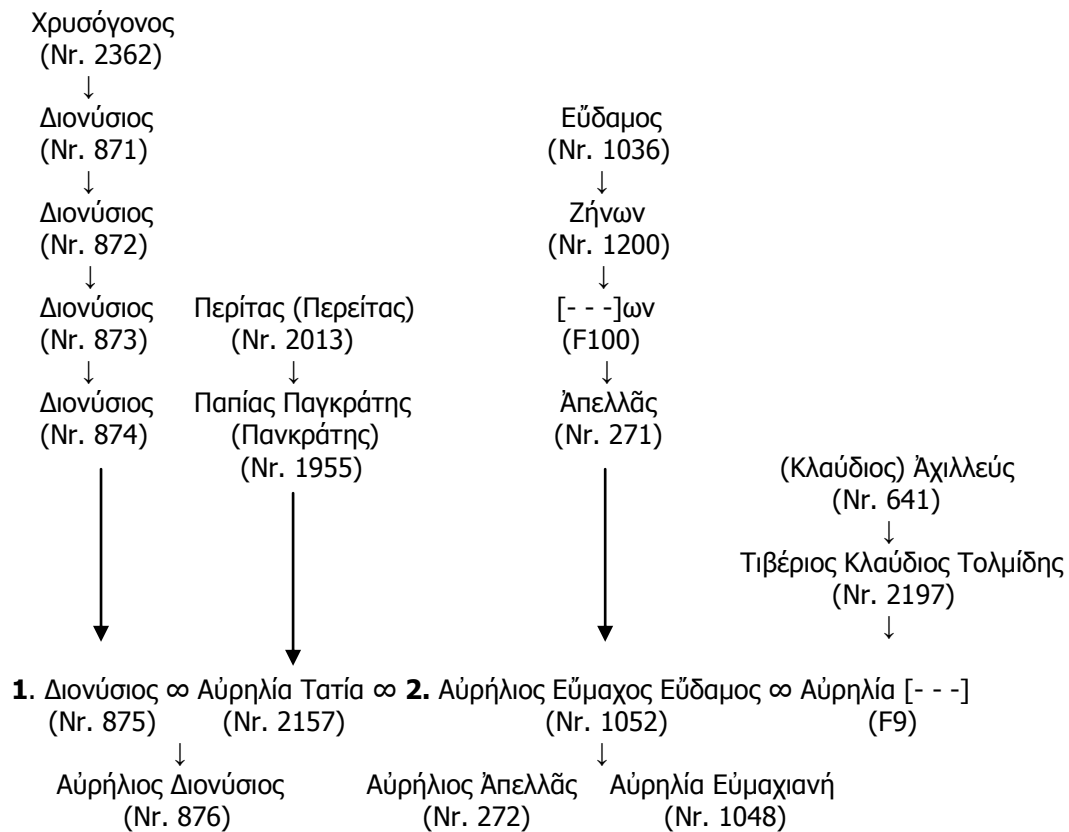 Χρυσόγονος
(Nr. 2362)
↓
Διονύσιος Εὔδαμος
(Nr. 871) (Nr. 1036)
↓ ↓
Διονύσιος Ζήνων
(Nr. 872) (Nr. 1200)
↓ ↓
Διονύσιος Περίτας (Περείτας) [- - -]ων
(Nr. 873) (Nr. 2013) (F100)
↓ ↓ ↓
Διονύσιος Παπίας Παγκράτης Ἀπελλᾶς
(Nr. 874) (Πανκράτης) (Nr. 271)
(Nr. 1955)
(Κλαύδιος) Ἀχιλλεύς
(Nr. 641)
↓
Τιβέριος Κλαύδιος Τολμίδης
(Nr. 2197)
↓
1. Διονύσιος ∞ Αὐρηλία Τατία ∞ 2. Αὐρήλιος Εὔμαχος Εὔδαμος ∞ Αὐρηλία [- - -]
(Nr. 875) (Nr. 2157) (Nr. 1052) (F9)
↓ ↓
Αὐρήλιος Διονύσιος Αὐρήλιος Ἀπελλᾶς Αὐρηλία Εὐμαχιανή
(Nr. 876) (Nr. 272) (Nr. 1048)